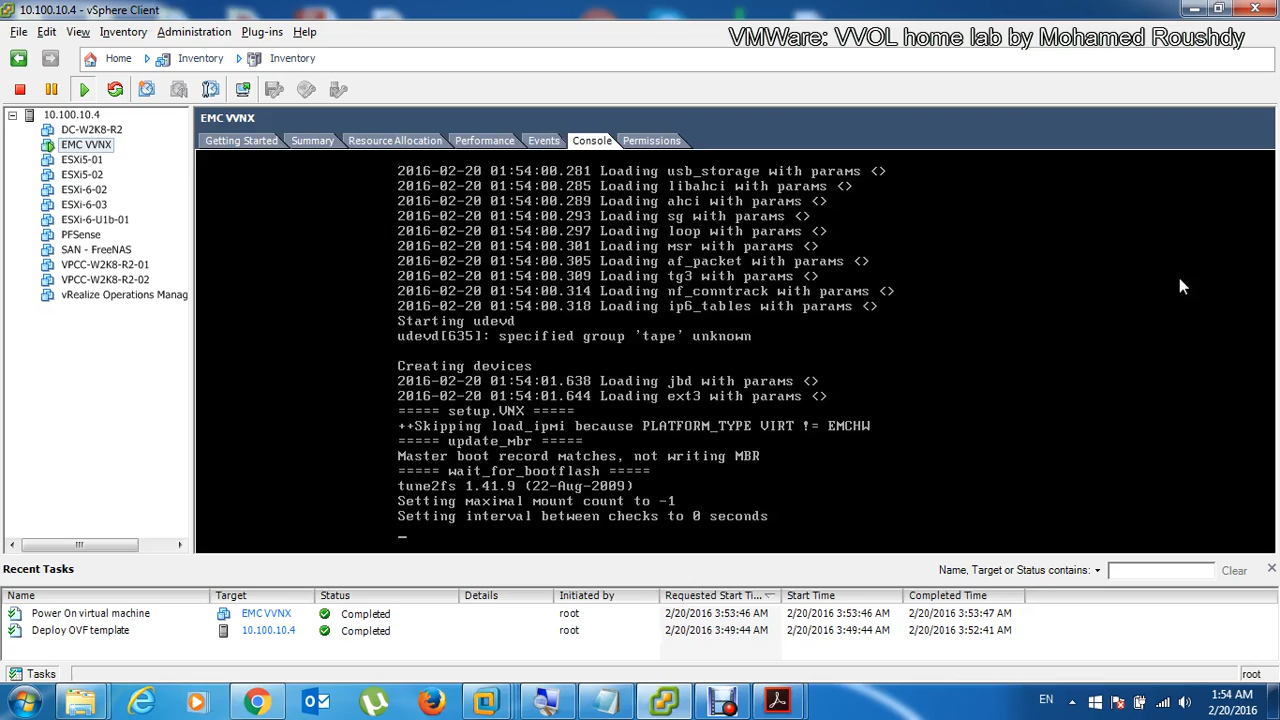 10.100.10.4 - vSphere Client
VMWare: VVOL home lab by Mohamed Roushdy
File Edit View Inventory Administration Plug-ins Help
Home Inventory Inventory
10.100.10.4
DC-W2K8-R2
EMC VVNX
ESXi5-01
ESXi5-02
ESXi-6-02
ESXi-6-03
ESXi-6-U1b-01
PFSense
SAN - FreeNAS
VPCC-W2K8-R2-01
VPCC-W2K8-R2-02
vRealize Operations Manag
EMC VVNX
Getting Started Summary Resource Allocation Performance Events Console Permissions
2016-02-20 01:54:00.281 Loading usb_storage with params <>
2016-02-20 01:54:00.285 Loading libahci with params <>
2016-02-20 01:54:00.289 Loading ahci with params <>
2016-02-20 01:54:00.293 Loading sg with params <>
2016-02-20 01:54:00.297 Loading loop with params <>
2016-02-20 01:54:00.301 Loading msr with params <>
2016-02-20 01:54:00.305 Loading af_packet with params <>
2016-02-20 01:54:00.309 Loading tg3 with params <>
2016-02-20 01:54:00.314 Loading nf_conntrack with params <>
2016-02-20 01:54:00.318 Loading ip6_tables with params <>
Starting udevd
udevd[635]: specified group 'tape' unknown
Creating devices
2016-02-20 01:54:01.638 Loading jbd with params <>
2016-02-20 01:54:01.644 Loading ext3 with params <>
===== setup.VNX =====
++Skipping load_ipmi because PLATFORM_TYPE VIRT != EMCHW
===== update_mbr =====
Master boot record matches, not writing MBR
===== wait_for_bootflash =====
tune2fs 1.41.9 (22-Aug-2009)
Setting maximal mount count to -1
Setting interval between checks to 0 seconds
Recent Tasks
Name, Target or Status contains: Clear
Name Target Status Details Initiated by Requested Start Ti... Start Time Completed Time
Power On virtual machine EMC VVNX Completed root 2/20/2016 3:53:46 AM 2/20/2016 3:53:46 AM 2/20/2016 3:53:47 AM
Deploy OVF template 10.100.10.4 Completed root 2/20/2016 3:49:44 AM 2/20/2016 3:49:44 AM 2/20/2016 3:52:41 AM
Tasks root
EN 1:54 AM
2/20/2016